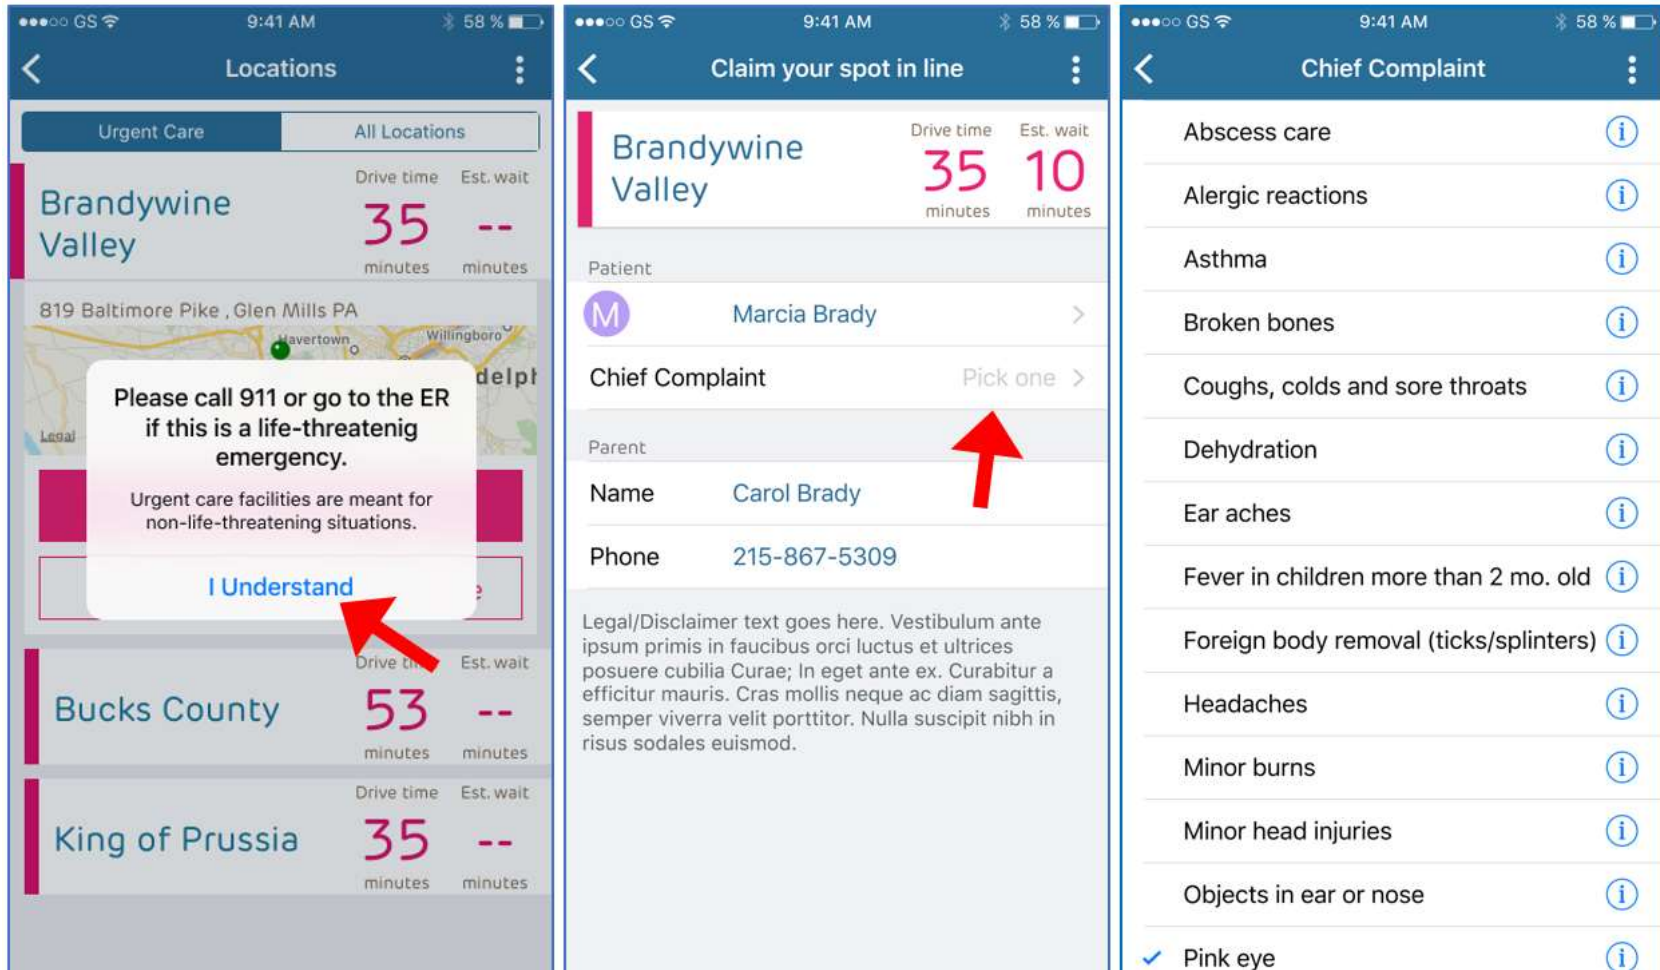 GS 9:41 AM 58 %
Locations
Urgent Care All Locations
Drive time Est. wait
Brandywine
Valley
35 --
minutes minutes
819 Baltimore Pike , Glen Mills PA
Havertown
Willingboro
delph
Legal
Please call 911 or go to the ER
if this is a life-threatenig
emergency.
Urgent care facilities are meant for
non-life-threatening situations.
I Understand
e
Drive Est. wait
Bucks County
53 --
minutes minutes
Drive time Est. wait
King of Prussia
35 --
minutes minutes
GS 9:41 AM 58 %
Claim your spot in line
Brandywine
Valley
Drive time Est. wait
35 10
minutes minutes
Patient
M Marcia Brady
Chief Complaint Pick one
Parent
Name Carol Brady
Phone 215-867-5309
Legal/Disclaimer text goes here. Vestibulum ante
ipsum primis in faucibus orci luctus et ultrices
posuere cubilia Curae; In eget ante ex. Curabitur a
efficitur mauris. Cras mollis neque ac diam sagittis,
semper viverra velit porttitor. Nulla suscipit nibh in
risus sodales euismod.
GS 9:41 AM 58 %
Chief Complaint
Abscess care
Alergic reactions
Asthma
Broken bones
Coughs, colds and sore throats
Dehydration
Ear aches
Fever in children more than 2 mo. old
Foreign body removal (ticks/splinters)
Headaches
Minor burns
Minor head injuries
Objects in ear or nose
Pink eye